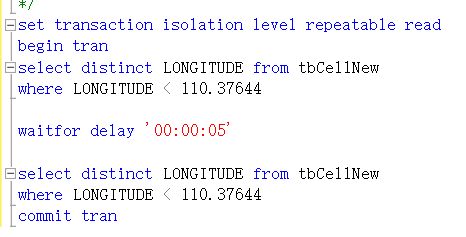 */
set transaction isolation level repeatable read
begin tran
select distinct LONGITUDE from tbCellNew
where LONGITUDE < 110.37644
waitfor delay '00:00:05'
select distinct LONGITUDE from tbCellNew
where LONGITUDE < 110.37644
commit tran